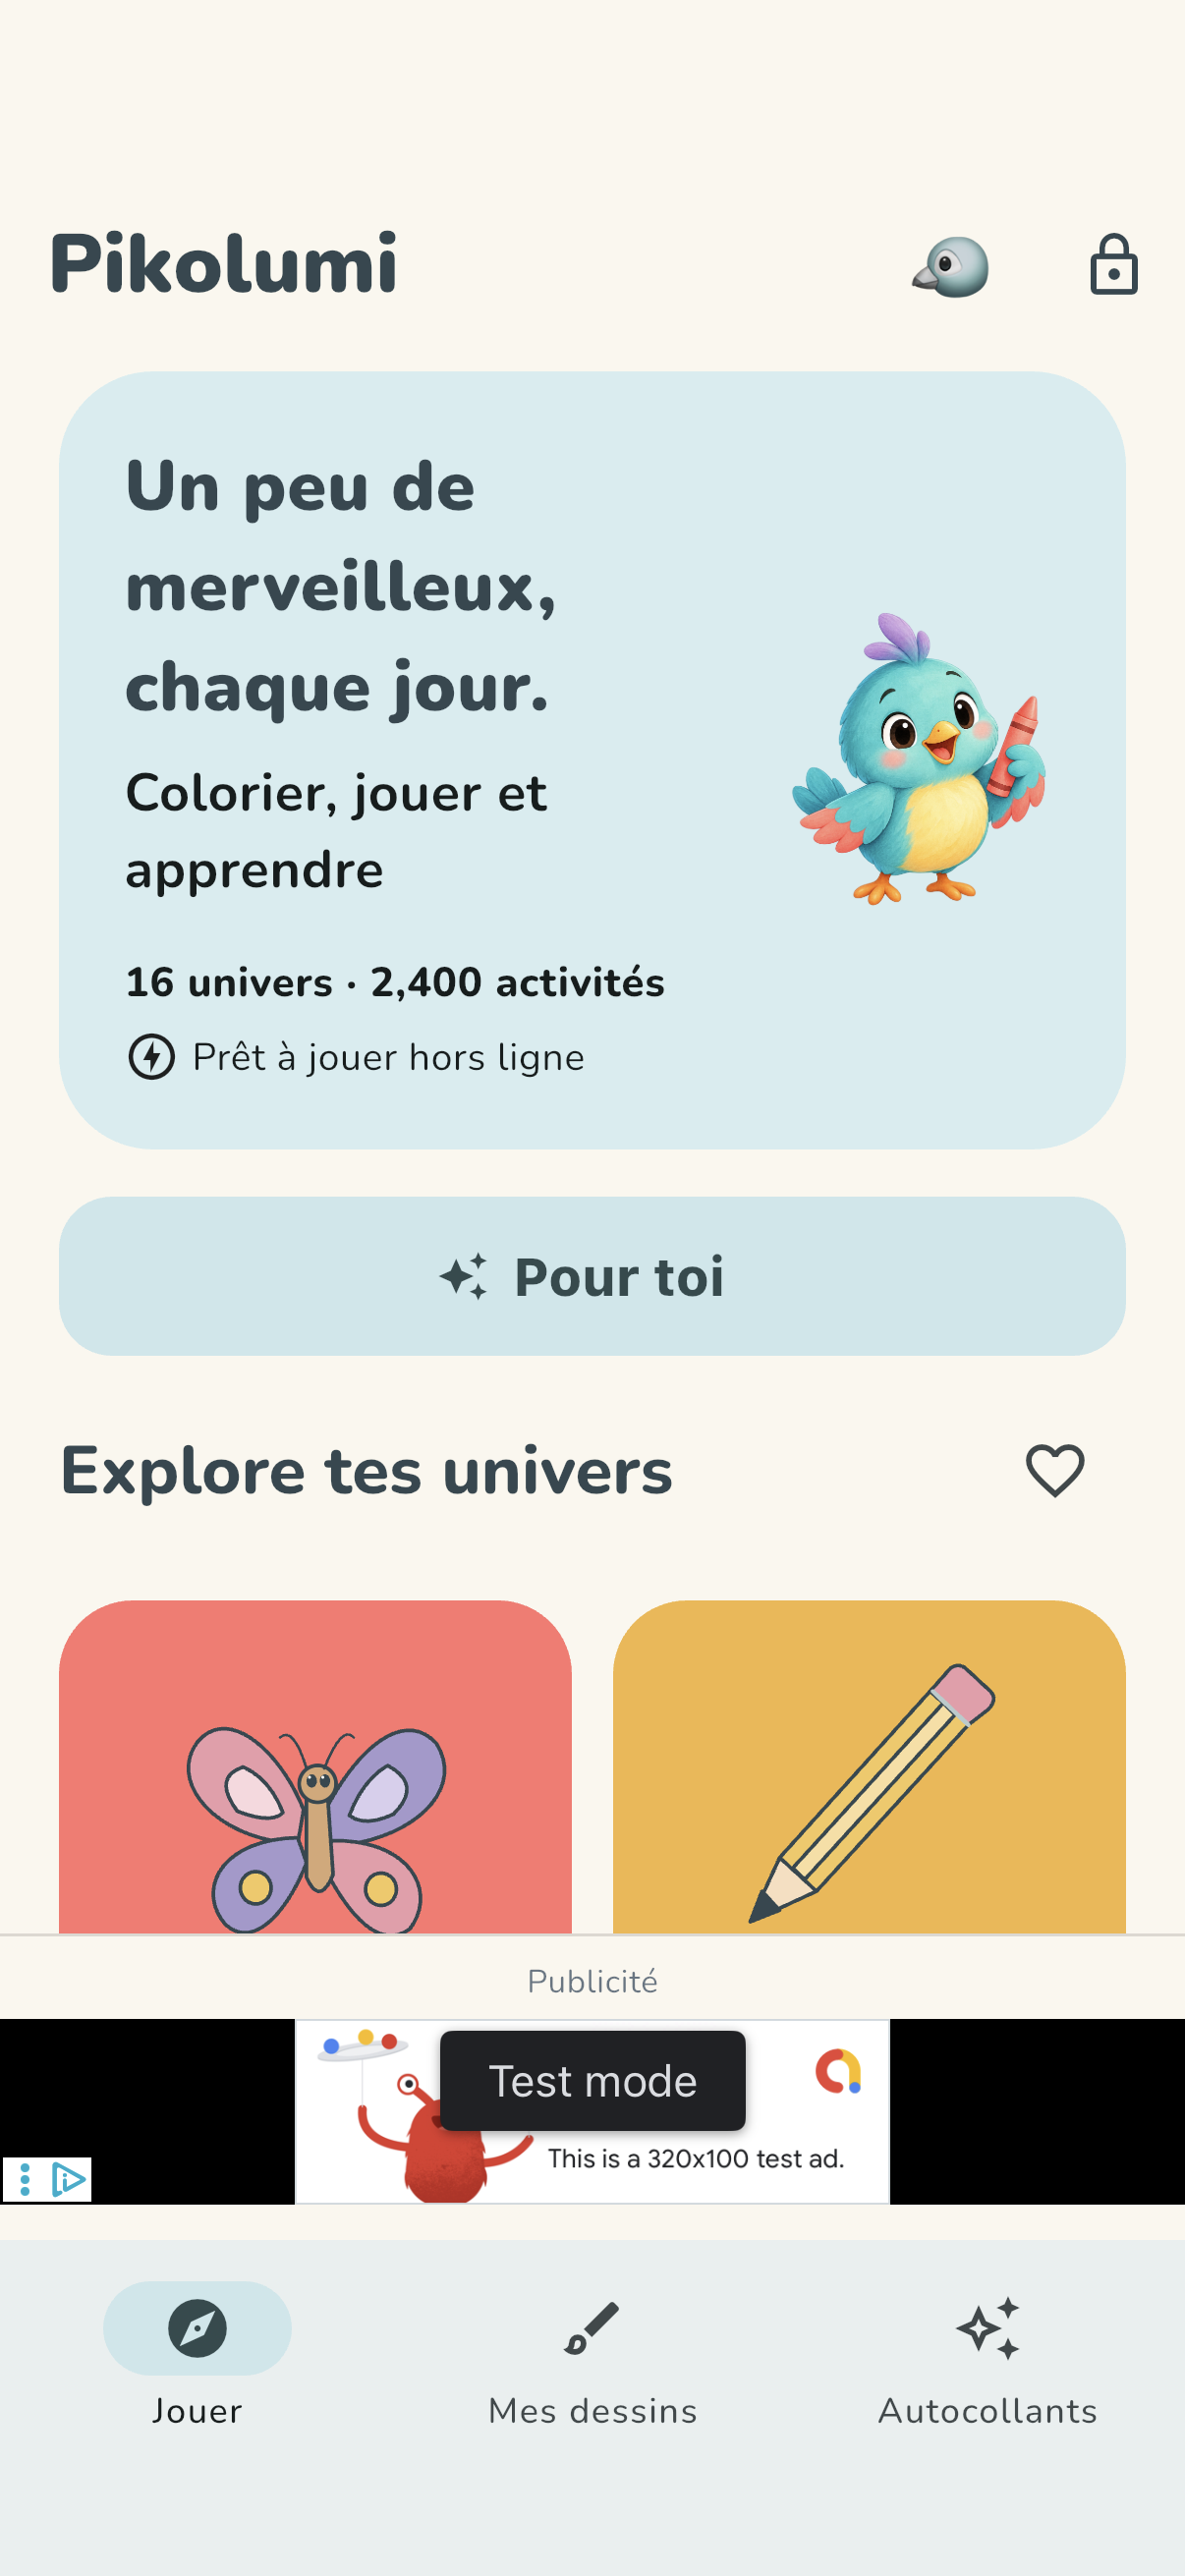 Pikolumi
Un peu de
merveilleux,
chaque jour.
Colorier, jouer et
apprendre
16 univers · 2,400 activités
Prêt à jouer hors ligne
Pour toi
Explore tes univers
Publicité
Test mode
This is a 320x100 test ad.
Jouer
Mes dessins
Autocollants